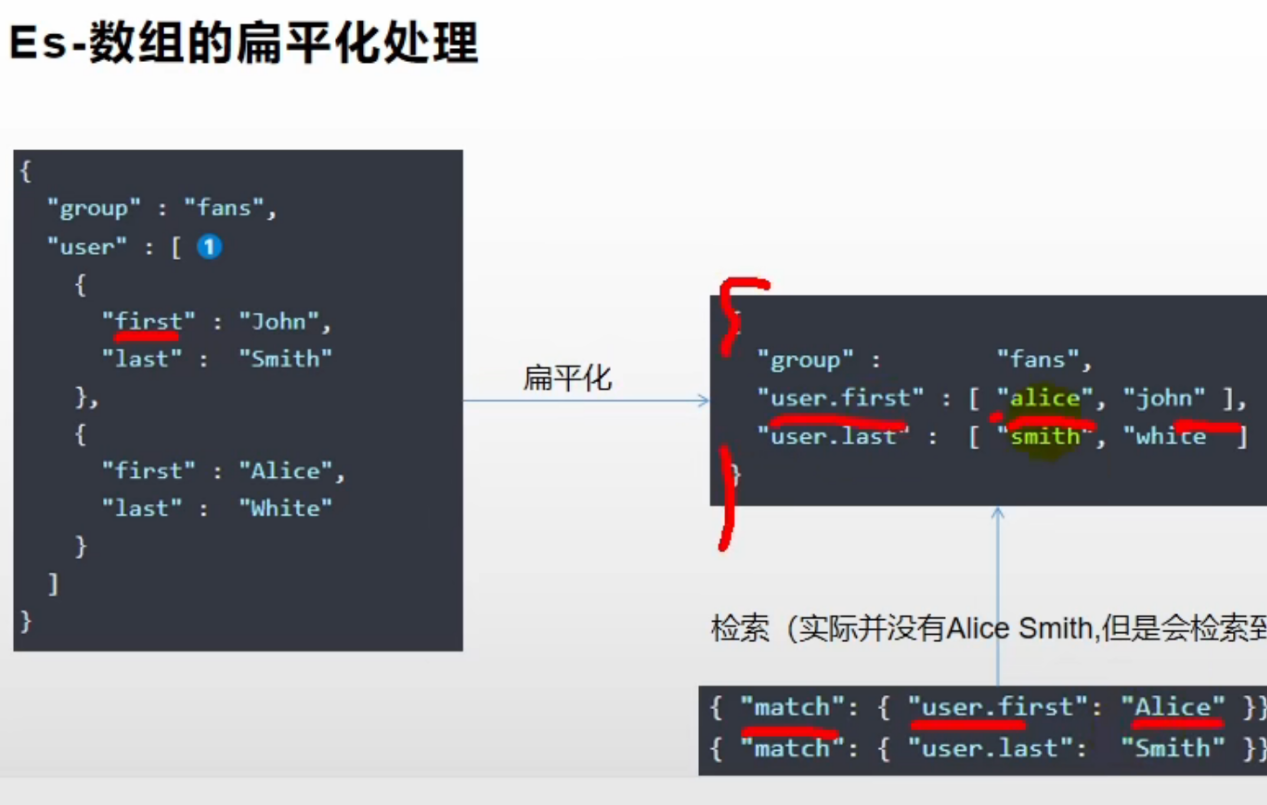 Es-数组的扁平化处理
{
"group" : "fans",
"user" : [ 1
{
"first" : "John",
"last" : "Smith"
},
{
"first" : "Alice",
"last" : "White"
}
]
}
扁平化
{
"group" : "fans",
"user.first" : [ "alice", "john" ],
"user.last" : [ "smith", "white" ]
}
检索（实际并没有Alice Smith,但是会检索到
{ "match": { "user.first": "Alice" }}
{ "match": { "user.last": "Smith" }}